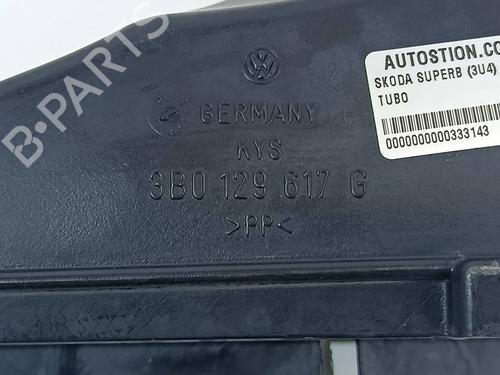 AUTOSTION.CO
SKODA SUPERB (3U4)
TUBO
0000000000333143
GERMANY
KYS
3B0 129 617 G
>PP<
B-PARTS